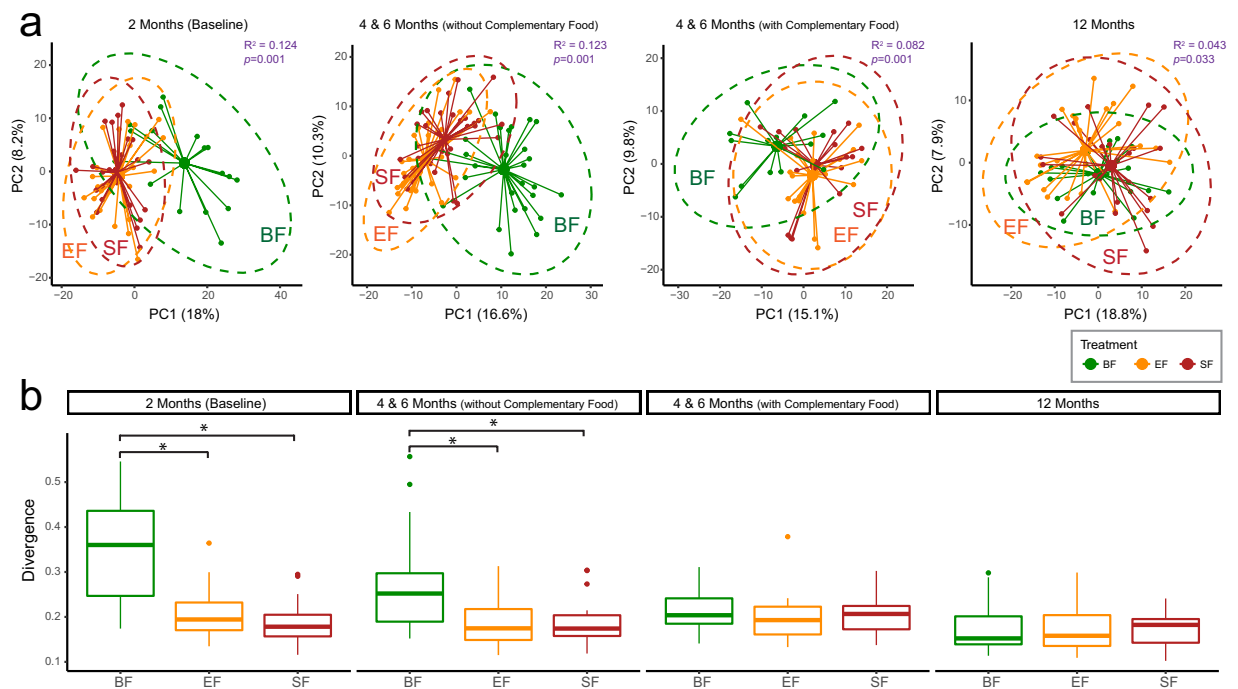 a
2 Months (Baseline)
R² = 0.124
p=0.001
20
10
0
−10
−20
PC2 (8.2%)
−20
0
20
40
PC1 (18%)
EF
SF
BF
4 & 6 Months (without Complementary Food)
R² = 0.123
p=0.001
20
10
0
−10
−20
PC2 (10.3%)
−20
−10
0
10
20
30
PC1 (16.6%)
SF
EF
BF
4 & 6 Months (with Complementary Food)
R² = 0.082
p=0.001
20
10
0
−10
−20
PC2 (9.8%)
−30
−20
−10
0
10
20
PC1 (15.1%)
BF
SF
EF
12 Months
R² = 0.043
p=0.033
10
0
−10
PC2 (7.9%)
−20
−10
0
10
20
PC1 (18.8%)
EF
BF
SF
Treatment
BF EF SF
b
2 Months (Baseline)
4 & 6 Months (without Complementary Food)
4 & 6 Months (with Complementary Food)
12 Months
*
*
*
*
Divergence
0.5
0.4
0.3
0.2
0.1
BF EF SF
BF EF SF
BF EF SF
BF EF SF